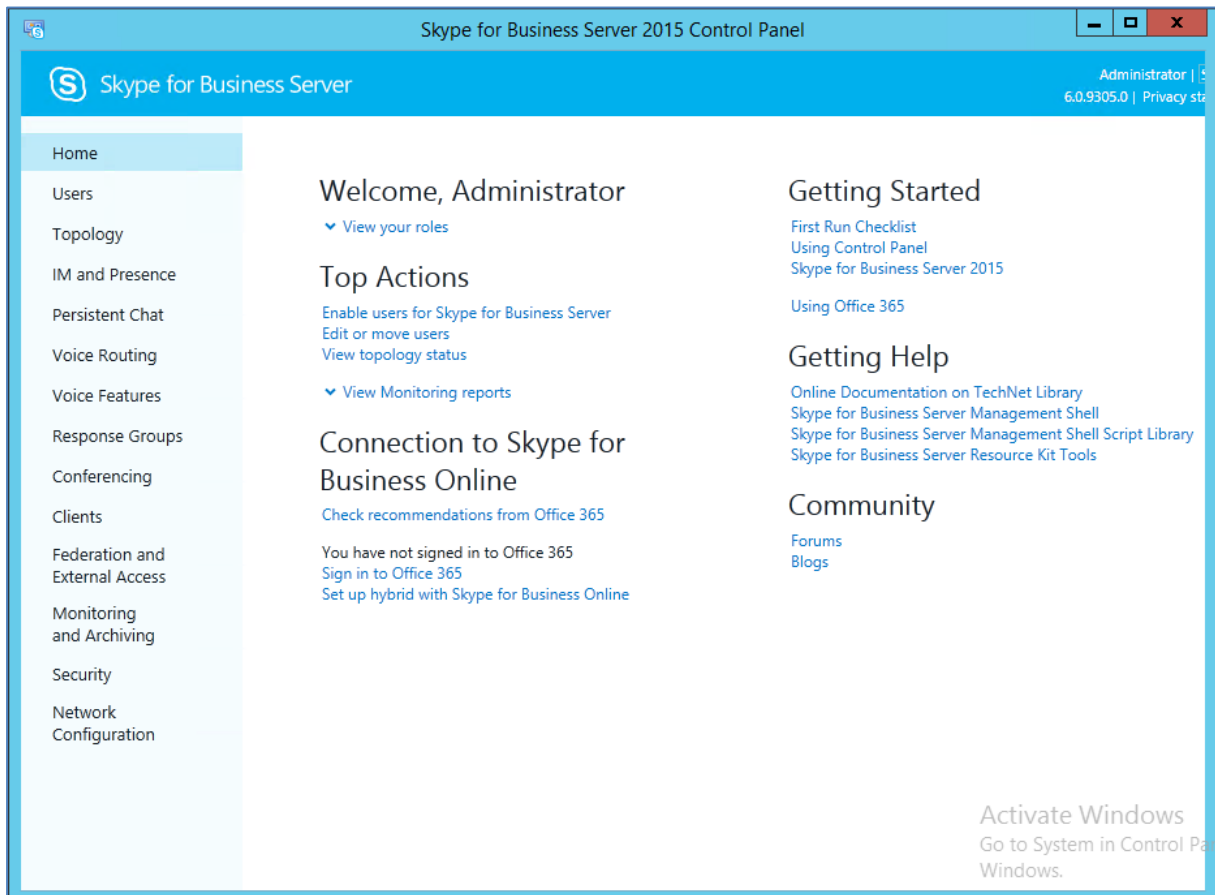 Skype for Business Server 2015 Control Panel
Skype for Business Server
Administrator |
6.0.9305.0 | Privacy
Home
Users
Topology
IM and Presence
Persistent Chat
Voice Routing
Voice Features
Response Groups
Conferencing
Clients
Federation and
External Access
Monitoring
and Archiving
Security
Network
Configuration
Welcome, Administrator
View your roles
Top Actions
Enable users for Skype for Business Server
Edit or move users
View topology status
View Monitoring reports
Connection to Skype for
Business Online
Check recommendations from Office 365
You have not signed in to Office 365
Sign in to Office 365
Set up hybrid with Skype for Business Online
Getting Started
First Run Checklist
Using Control Panel
Skype for Business Server 2015
Using Office 365
Getting Help
Online Documentation on TechNet Library
Skype for Business Server Management Shell
Skype for Business Server Management Shell Script Library
Skype for Business Server Resource Kit Tools
Community
Forums
Blogs
Activate Windows
Go to System in Control
Windows.